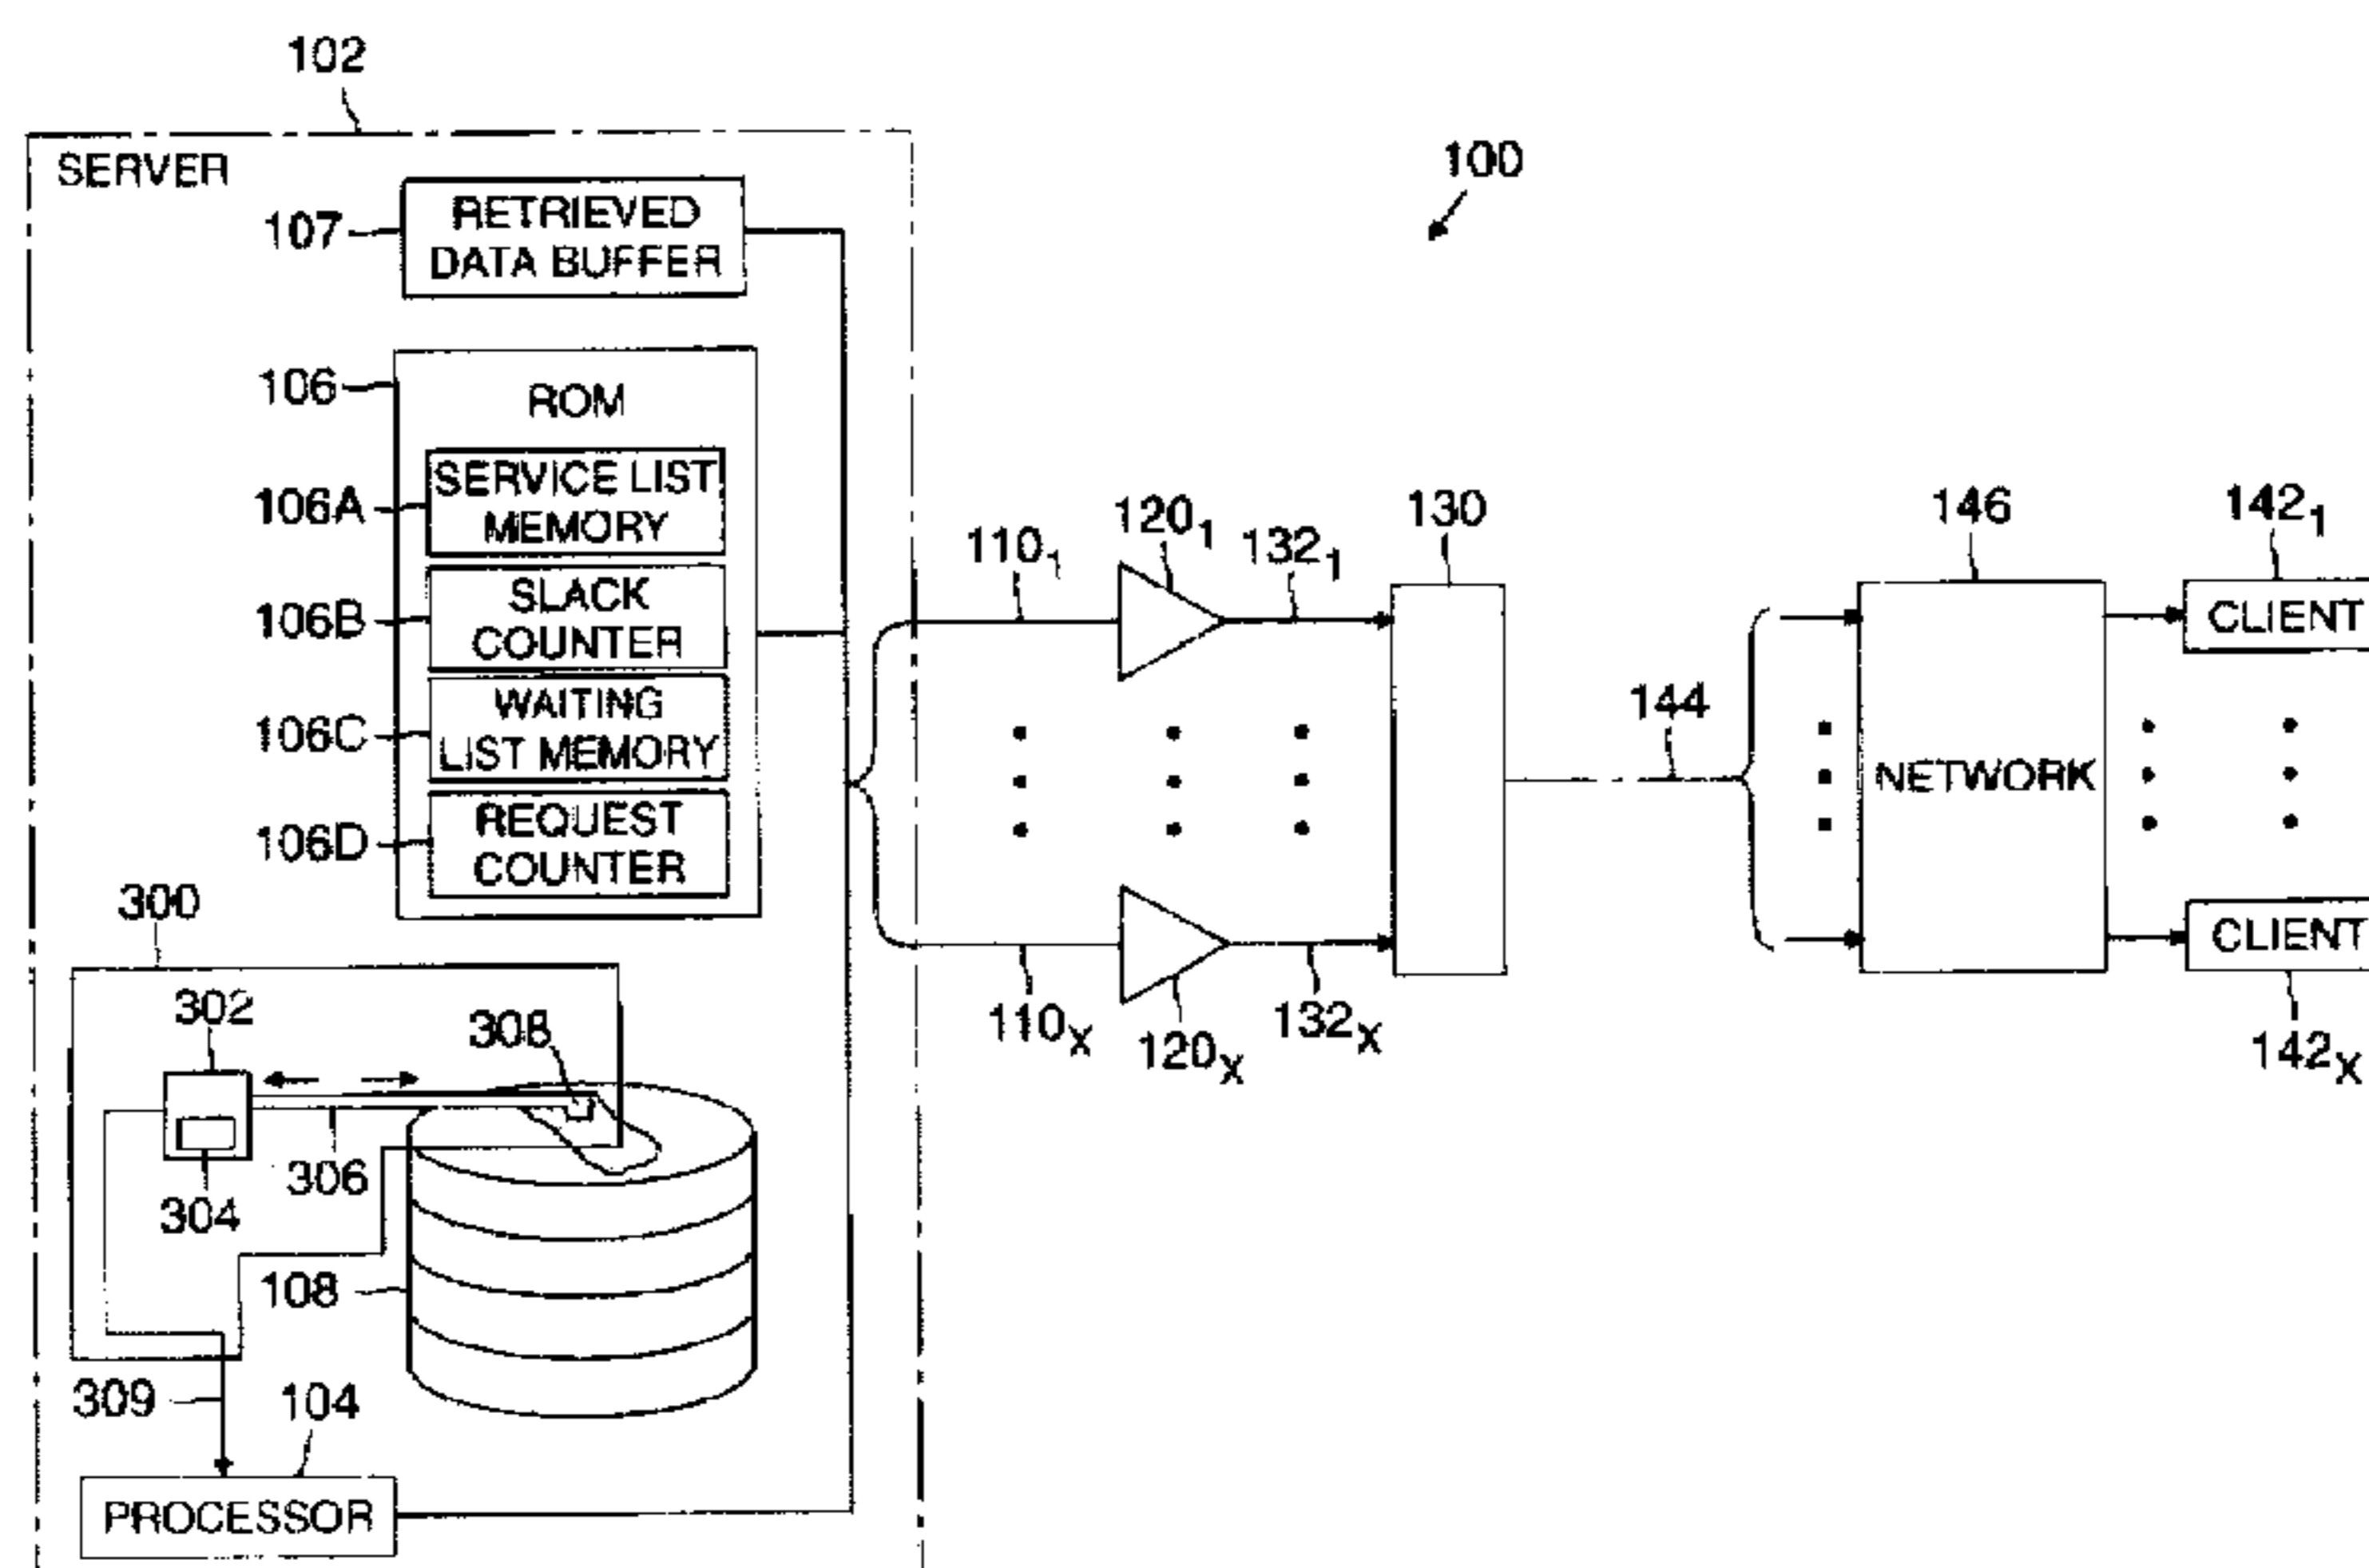 102
SERVER
100
107
RETRIEVED
DATA BUFFER
106
ROM
106A
SERVICE LIST
MEMORY
106B
SLACK
COUNTER
106C
WAITING
LIST MEMORY
106D
REQUEST
COUNTER
110₁
120₁
132₁
130
144
146
NETWORK
142₁
CLIENT
110ₓ
120ₓ
132ₓ
CLIENT
142ₓ
300
302
308
306
304
108
309
104
PROCESSOR